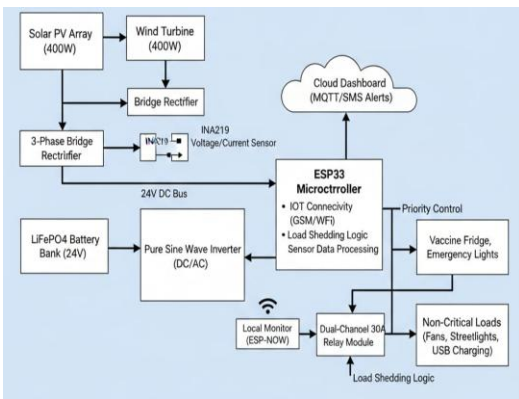 Solar PV Array
(400W)
Wind Turbine
(400W)
Bridge Rectifier
3-Phase Bridge
Rectrifier
INA219
INA219
Voltage/Current Sensor
Cloud Dashboard
(MQTT/SMS Alerts)
24V DC Bus
ESP33
Microctrroller
• IOT Connecivity
(GSM/WFi)
• Load Shedding Logic
Sensor Data Processing
Priority Control
LiFePO4 Battery
Bank (24V)
Pure Sine Wave Inverter
(DC/AC)
Vaccine Fridge,
Emergency Lights
Local Monitor
(ESP-NOW)
Dual-Chanoel 30A
Relay Module
Non-Critical Loads
(Fans, Streetlights,
USB Charging)
Load Shedding Logic